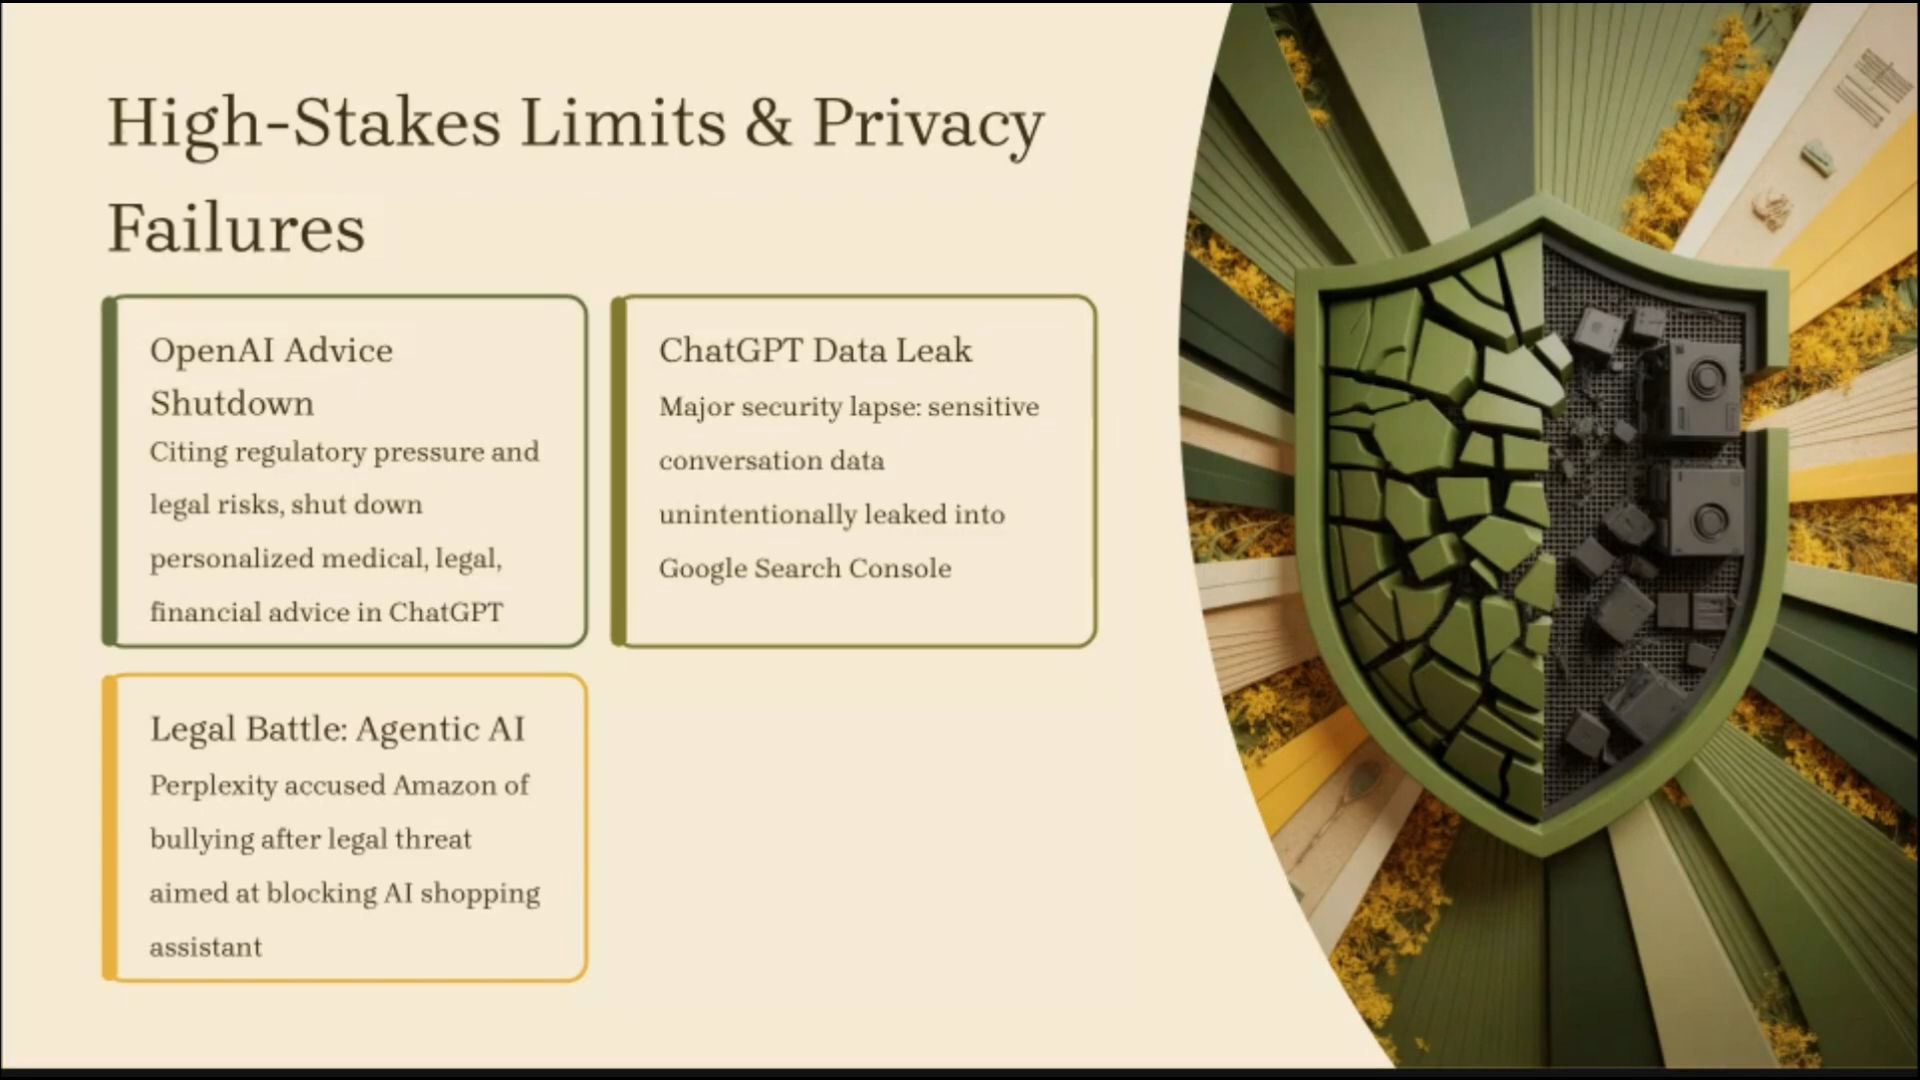 High-Stakes Limits & Privacy
Failures
OpenAI Advice
Shutdown
Citing regulatory pressure and
legal risks, shut down
personalized medical, legal,
financial advice in ChatGPT
ChatGPT Data Leak
Major security lapse: sensitive
conversation data
unintentionally leaked into
Google Search Console
Legal Battle: Agentic AI
Perplexity accused Amazon of
bullying after legal threat
aimed at blocking AI shopping
assistant